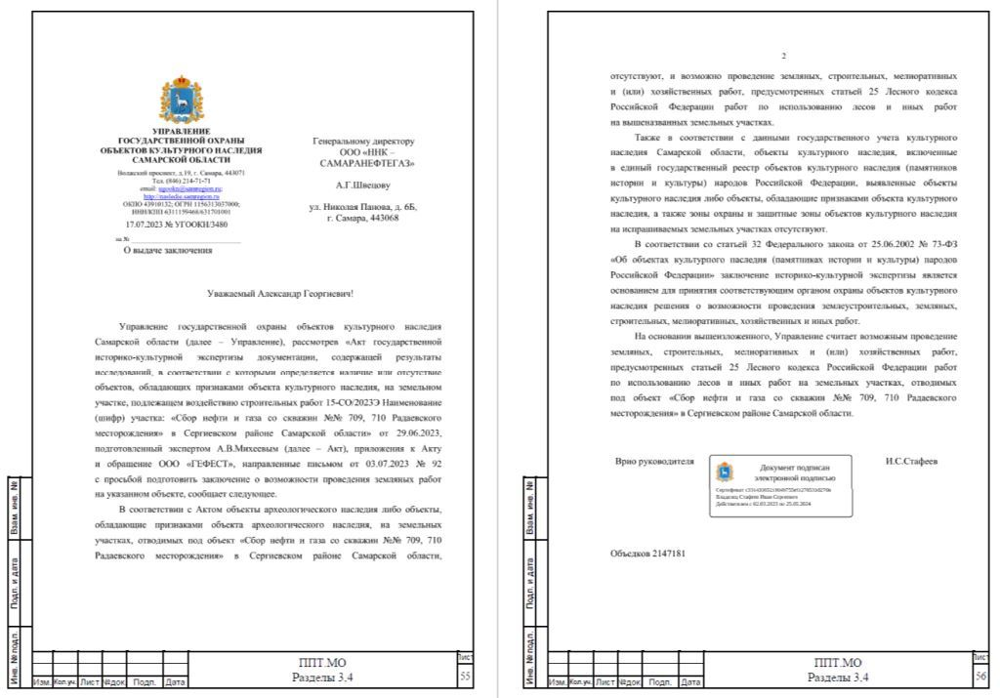 УПРАВЛЕНИЕ
ГОСУДАРСТВЕННОЙ ОХРАНЫ
ОБЪЕКТОВ КУЛЬТУРНОГО НАСЛЕДИЯ
САМАРСКОЙ ОБЛАСТИ
Волжский проспект, д.19, г. Самара, 443071
Тел. (846) 214-71-71
email: ugookn@samregion.ru;
http://nasledie.samregion.ru
ОКПО 43910132; ОГРН 1156313037000;
ИНН/КПП 6311159468/631701001
17.07.2023 № УГООКН/3480
на №
О выдаче заключения
Генеральному директору
ООО «ННК –
САМАРАНЕФТЕГАЗ»
А.Г.Швецову
ул. Николая Панова, д. 6Б,
г. Самара, 443068
Уважаемый Александр Георгиевич!
Управление государственной охраны объектов культурного наследия
Самарской области (далее – Управление), рассмотрев «Акт государственной
историко-культурной экспертизы документации, содержащей результаты
исследований, в соответствии с которыми определяется наличие или отсутствие
объектов, обладающих признаками объекта культурного наследия, на земельном
участке, подлежащем воздействию строительных работ 15-СО/2023Э Наименование
(шифр) участка: «Сбор нефти и газа со скважин №№ 709, 710 Радаевского
месторождения» в Сергиевском районе Самарской области» от 29.06.2023,
подготовленный экспертом А.В.Михеевым (далее – Акт), приложения к Акту
и обращение ООО «ГЕФЕСТ», направленные письмом от 03.07.2023 № 92
с просьбой подготовить заключение о возможности проведения земляных работ
на указанном объекте, сообщает следующее.
В соответствии с Актом объекты археологического наследия либо объекты,
обладающие признаками объекта археологического наследия, на земельных
участках, отводимых под объект «Сбор нефти и газа со скважин №№ 709, 710
Радаевского месторождения» в Сергиевском районе Самарской области,
Взам. инв. №
Подп. и дата
Инв. № подп.
Изм. Кол.уч. Лист №док Подп. Дата
ППТ.МО
Разделы 3,4
Лист
55
2
отсутствуют, и возможно проведение земляных, строительных, мелиоративных
и (или) хозяйственных работ, предусмотренных статьей 25 Лесного кодекса
Российской Федерации работ по использованию лесов и иных работ
на вышеназванных земельных участках.
Также в соответствии с данными государственного учета культурного
наследия Самарской области, объекты культурного наследия, включенные
в единый государственный реестр объектов культурного наследия (памятников
истории и культуры) народов Российской Федерации, выявленные объекты
культурного наследия либо объекты, обладающие признаками объекта культурного
наследия, а также зоны охраны и защитные зоны объектов культурного наследия
на испрашиваемых земельных участках отсутствуют.
В соответствии со статьей 32 Федерального закона от 25.06.2002 № 73-ФЗ
«Об объектах культурного наследия (памятниках истории и культуры) народов
Российской Федерации» заключение историко-культурной экспертизы является
основанием для принятия соответствующим органом охраны объектов культурного
наследия решения о возможности проведения землеустроительных, земляных,
строительных, мелиоративных, хозяйственных и иных работ.
На основании вышеизложенного, Управление считает возможным проведение
земляных, строительных, мелиоративных и (или) хозяйственных работ,
предусмотренных статьей 25 Лесного кодекса Российской Федерации работ
по использованию лесов и иных работ на земельных участках, отводимых
под объект «Сбор нефти и газа со скважин №№ 709, 710 Радаевского
месторождения» в Сергиевском районе Самарской области.
Врио руководителя
Документ подписан
электронной подписью
Сертификат
Владелец Стафеев Иван Сергеевич
Действителен с 02.03.2023 по 25.05.2024
И.С.Стафеев
Объедков 2147181
Взам. инв. №
Подп. и дата
Инв. № подп.
Изм. Кол.уч. Лист №док Подп. Дата
ППТ.МО
Разделы 3,4
Лист
56